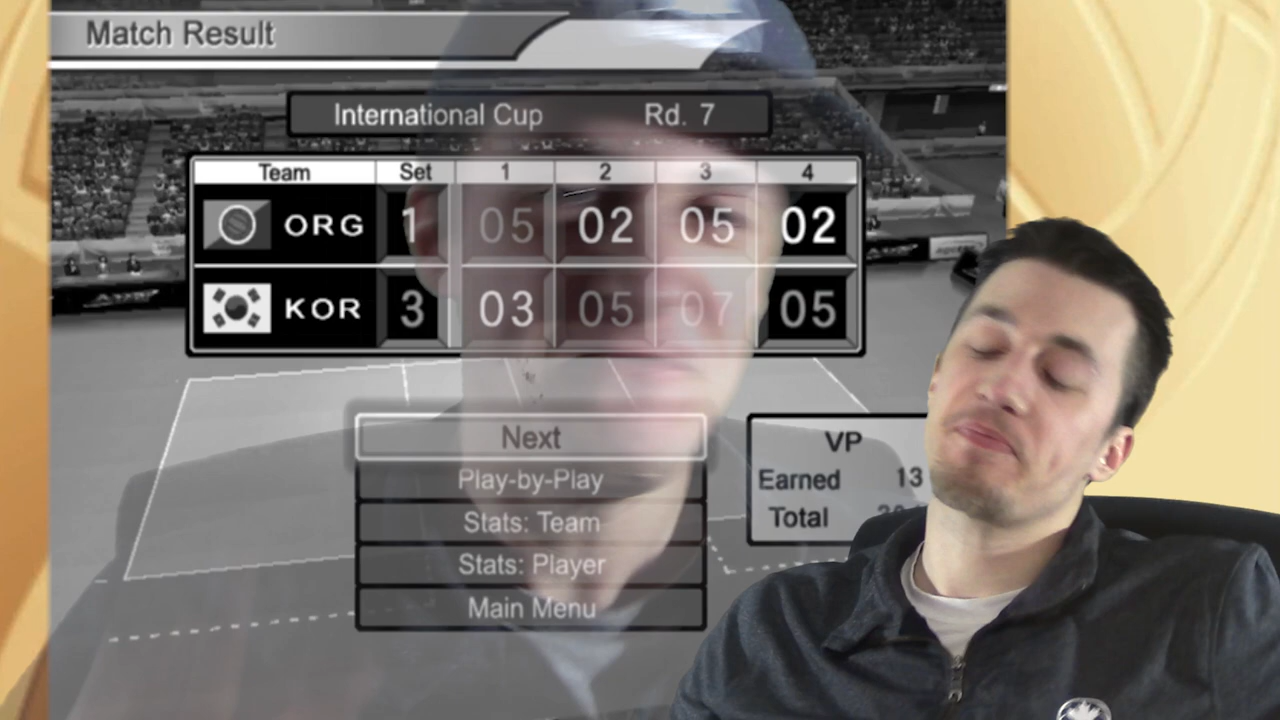 Match Result
International Cup Rd. 7
Team Set 1 2 3 4
ORG 1 05 02 05 02
KOR 3 03 05 07 05
Next
Play-by-Play
Stats: Team
Stats: Player
Main Menu
VP
Earned 13
Total